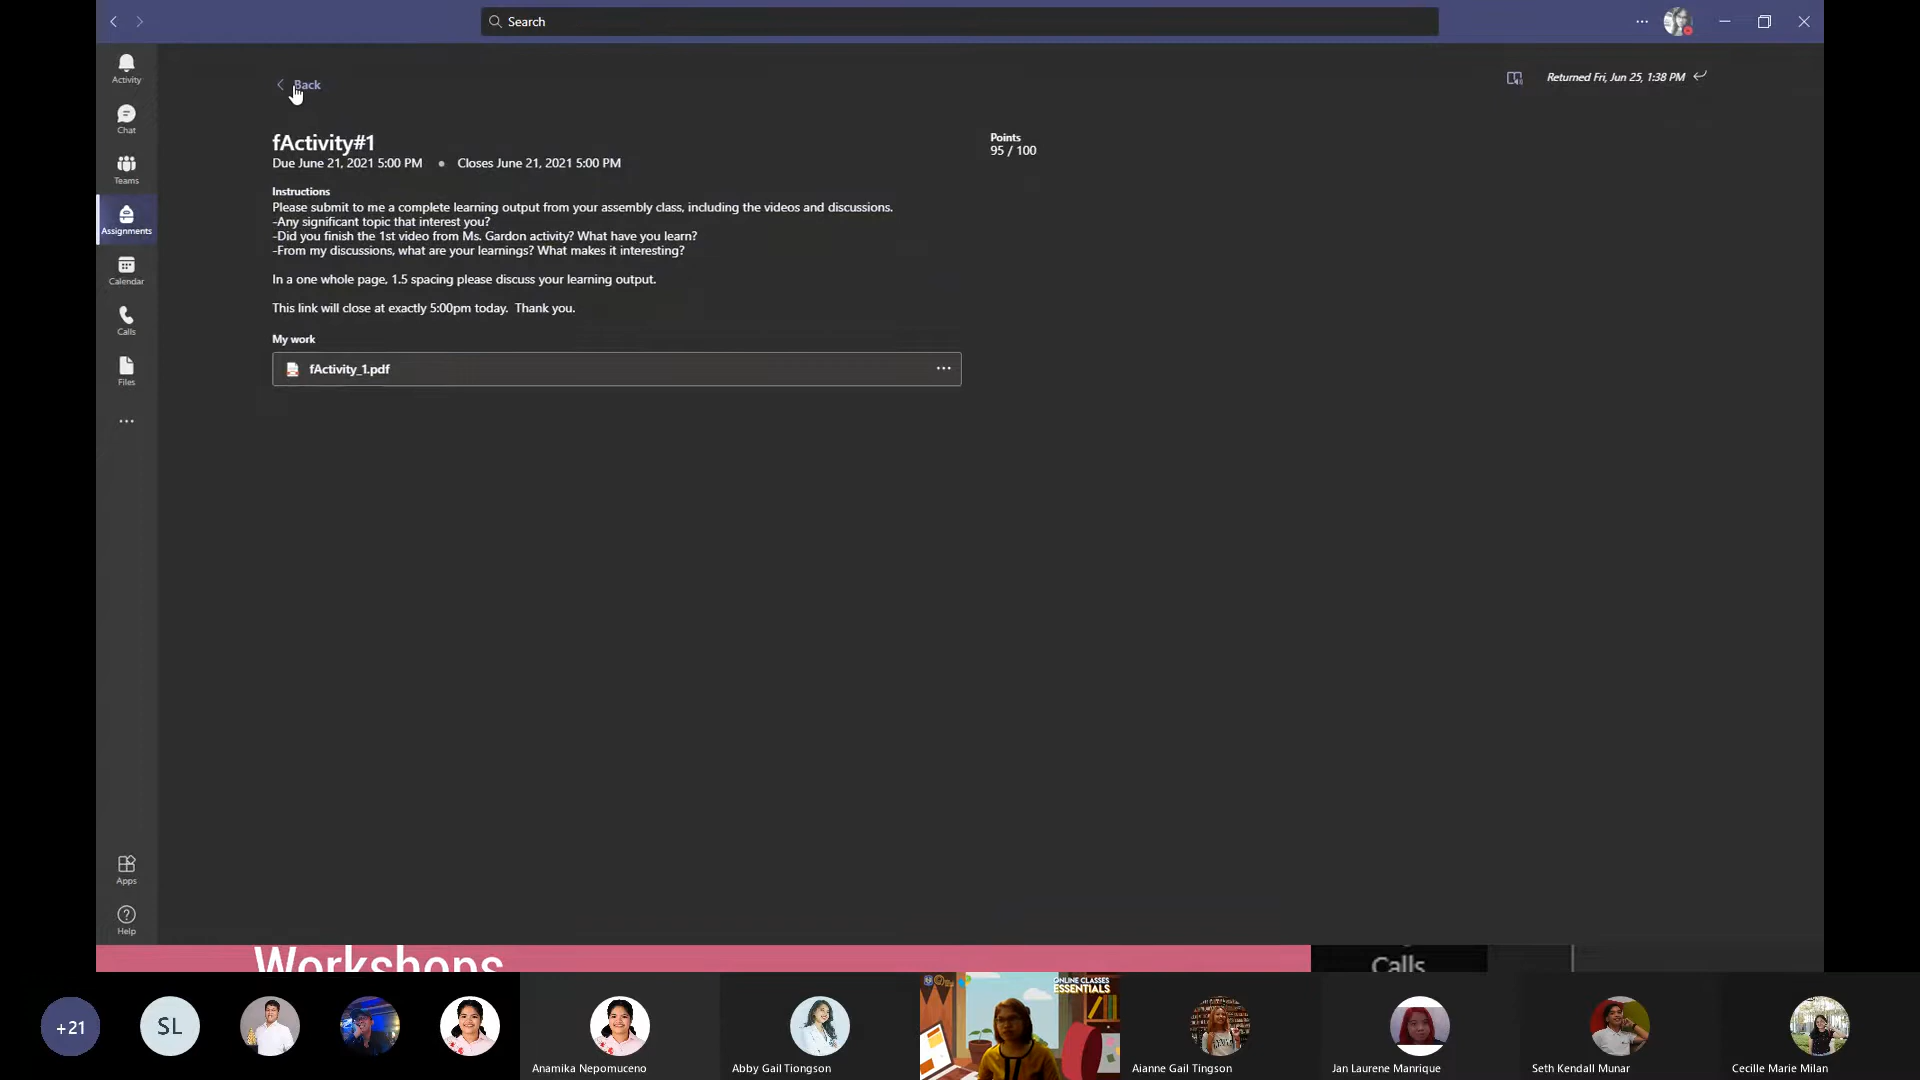 Search
Activity
Chat
Teams
Assignments
Calendar
Calls
Files
Apps
Help
Back
Returned Fri, Jun 25, 1:38 PM
fActivity#1
Due June 21, 2021 5:00 PM • Closes June 21, 2021 5:00 PM
Points
95 / 100
Instructions
Please submit to me a complete learning output from your assembly class, including the videos and discussions.
-Any significant topic that interest you?
-Did you finish the 1st video from Ms. Gardon activity? What have you learn?
-From my discussions, what are your learnings? What makes it interesting?
In a one whole page, 1.5 spacing please discuss your learning output.
This link will close at exactly 5:00pm today. Thank you.
My work
fActivity_1.pdf
Workshops
Calls
+21
SL
ONLINE CLASSES
ESSENTIALS
Anamika Nepomuceno
Abby Gail Tiongson
Aianne Gail Tingson
Jan Laurene Manrique
Seth Kendall Munar
Cecille Marie Milan